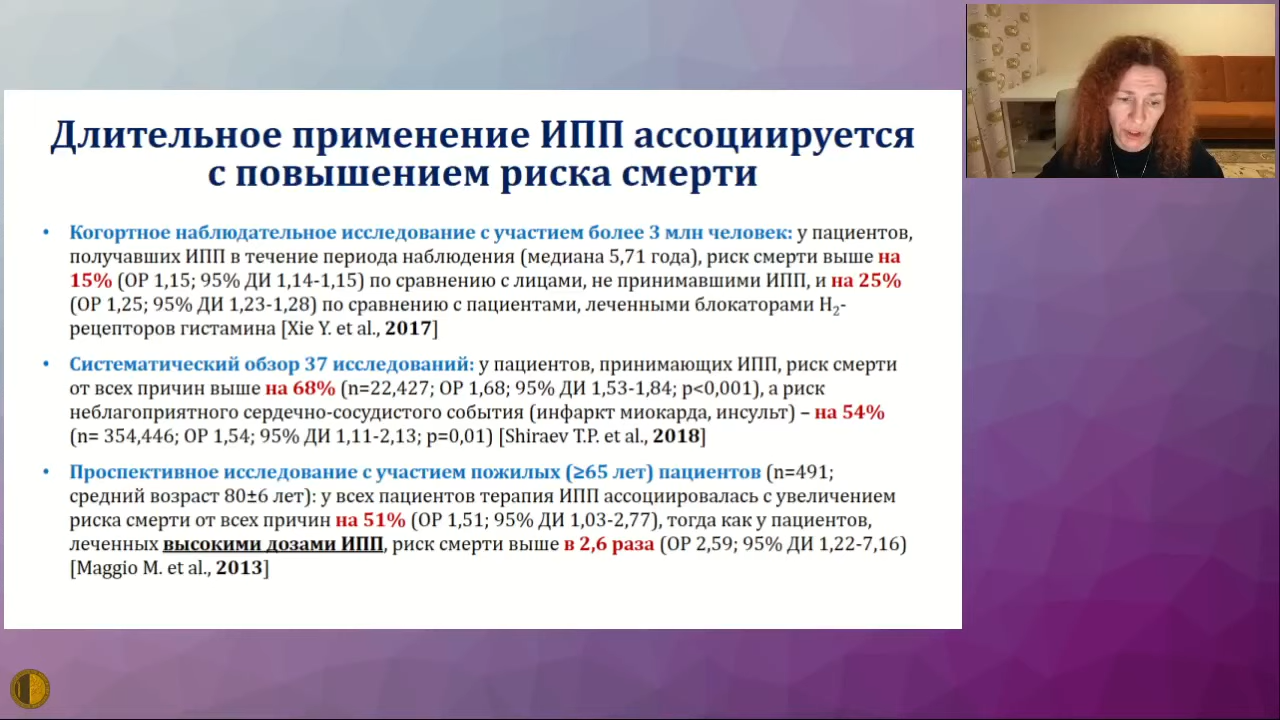 Длительное применение ИПП ассоциируется
с повышением риска смерти
• Когортное наблюдательное исследование с участием более 3 млн человек: у пациентов,
получавших ИПП в течение периода наблюдения (медиана 5,71 года), риск смерти выше на
15% (ОР 1,15; 95% ДИ 1,14-1,15) по сравнению с лицами, не принимавшими ИПП, и на 25%
(ОР 1,25; 95% ДИ 1,23-1,28) по сравнению с пациентами, леченными блокаторами H₂-
рецепторов гистамина [Xie Y. et al., 2017]
• Систематический обзор 37 исследований: у пациентов, принимающих ИПП, риск смерти
от всех причин выше на 68% (n=22,427; ОР 1,68; 95% ДИ 1,53-1,84; p<0,001), а риск
неблагоприятного сердечно-сосудистого события (инфаркт миокарда, инсульт) – на 54%
(n= 354,446; ОР 1,54; 95% ДИ 1,11-2,13; p=0,01) [Shiraev T.P. et al., 2018]
• Проспективное исследование с участием пожилых (≥65 лет) пациентов (n=491;
средний возраст 80±6 лет): у всех пациентов терапия ИПП ассоциировалась с увеличением
риска смерти от всех причин на 51% (ОР 1,51; 95% ДИ 1,03-2,77), тогда как у пациентов,
леченных высокими дозами ИПП, риск смерти выше в 2,6 раза (ОР 2,59; 95% ДИ 1,22-7,16)
[Maggio M. et al., 2013]